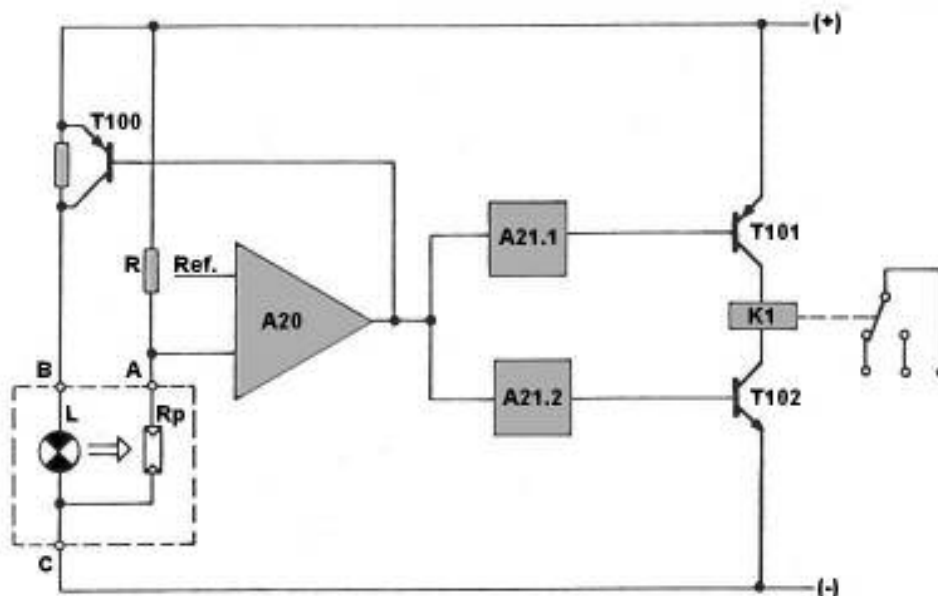 (+)
T100
A21.1
T101
R
Ref.
A20
K1
B
A
A21.2
T102
L
Rp
C
(-)